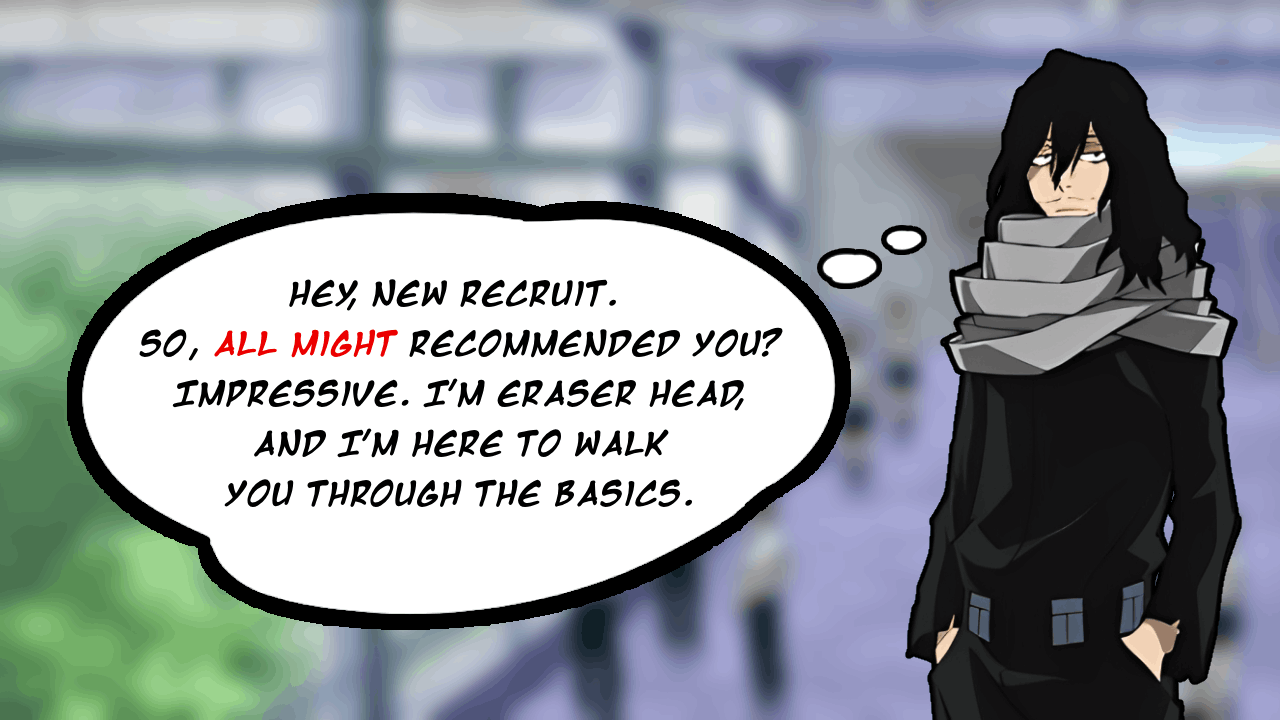 HEY, NEW RECRUIT.
SO, ALL MIGHT RECOMMENDED YOU?
IMPRESSIVE. I'M ERASER HEAD,
AND I'M HERE TO WALK
YOU THROUGH THE BASICS.